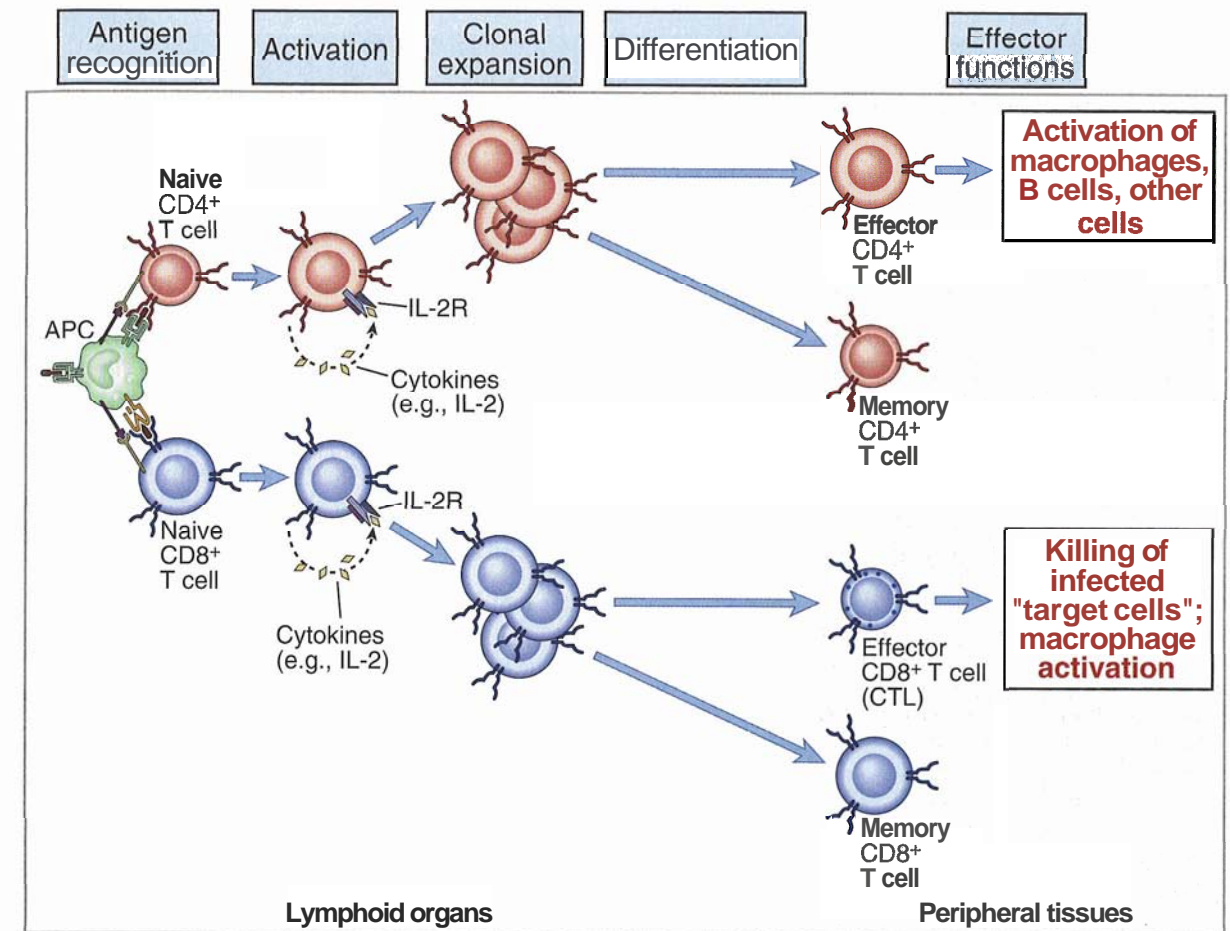 Antigen
recognition
Activation
Clonal
expansion
Differentiation
Effector
functions
Naive
CD4+
T cell
APC
IL-2R
Cytokines
(e.g., IL-2)
Effector
CD4+
T cell
Activation of
macrophages,
B cells, other
cells
Memory
CD4+
T cell
Naive
CD8+
T cell
IL-2R
Cytokines
(e.g., IL-2)
Effector
CD8+ T cell
(CTL)
Killing of
infected
"target cells";
macrophage
activation
Memory
CD8+
T cell
Lymphoid organs
Peripheral tissues